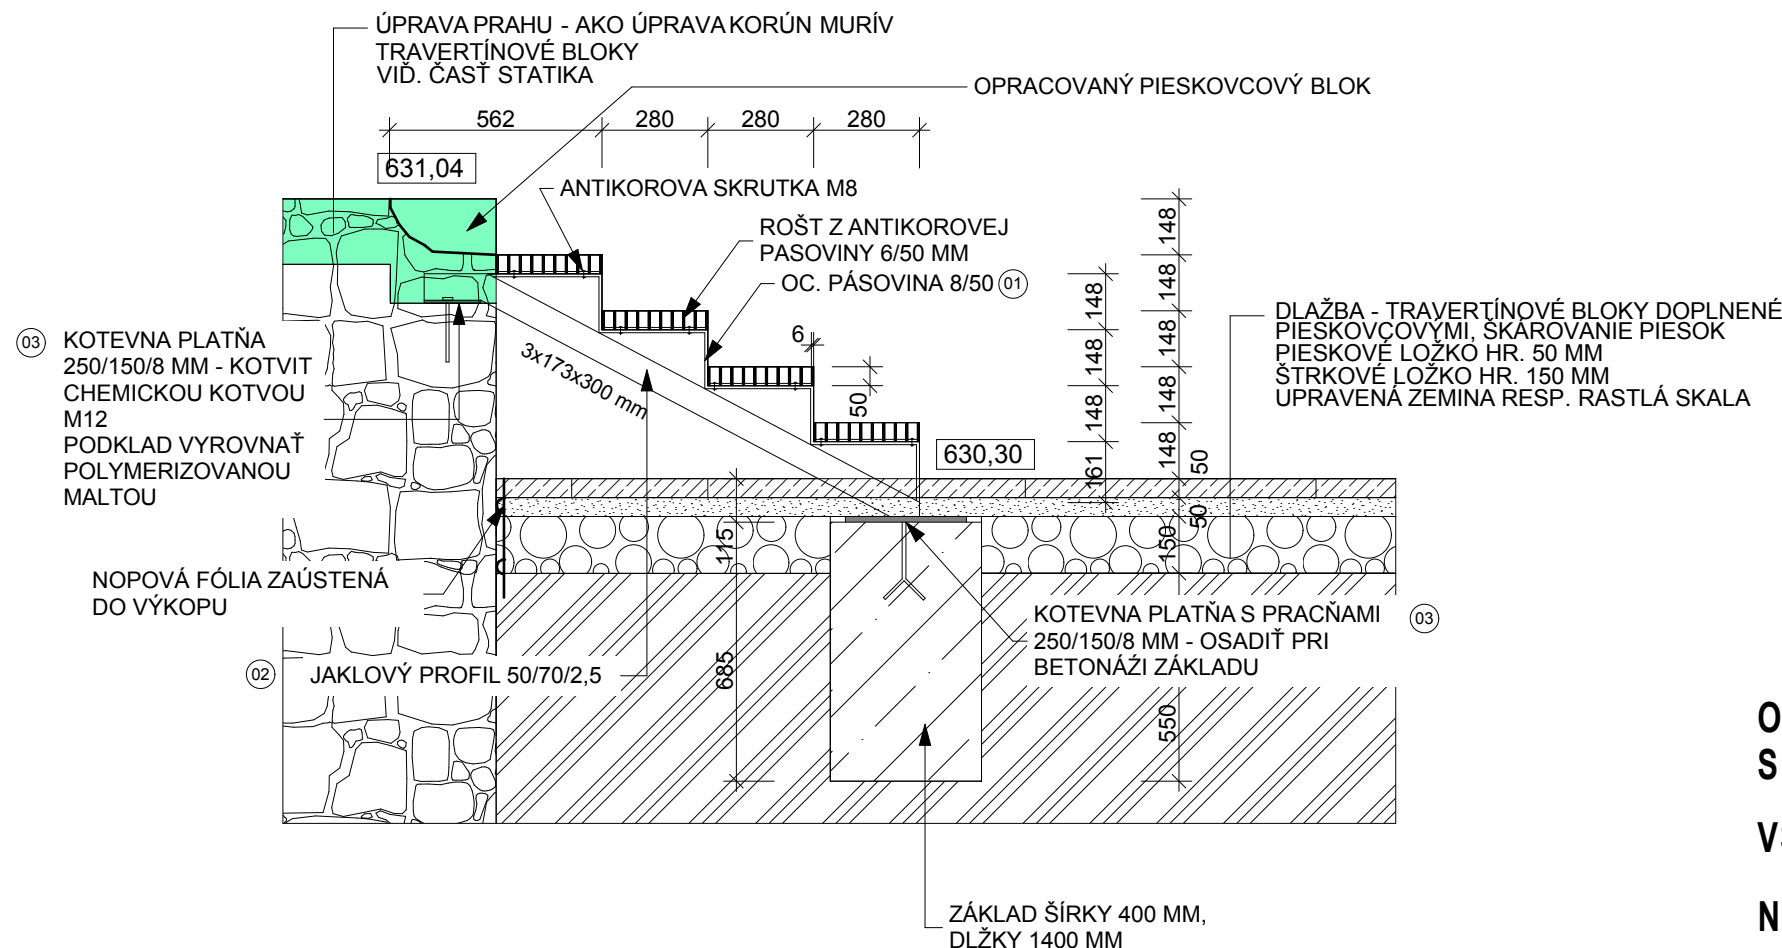 ÚPRAVA PRAHU - AKO ÚPRAVA KORÚN MURÍV
TRAVERTÍNOVÉ BLOKY
VIĎ. ČASŤ STATIKA
OPRACOVANÝ PIESKOVCOVÝ BLOK
562
280
280
280
631,04
ANTIKOROVA SKRUTKA M8
ROŠT Z ANTIKOROVEJ
PASOVINY 6/50 MM
OC. PÁSOVINA 8/50 01
148
148
148
148
148
50
50
150
550
148
148
148
161
6
50
3x173x300 mm
630,30
DLAŽBA - TRAVERTÍNOVÉ BLOKY DOPLNENÉ
PIESKOVCOVÝMI, ŠKÁROVANIE PIESOK
PIESKOVÉ LOŽKO HR. 50 MM
ŠTRKOVÉ LOŽKO HR. 150 MM
UPRAVENÁ ZEMINA RESP. RASTLÁ SKALA
03 KOTEVNA PLATŇA
250/150/8 MM - KOTVIT
CHEMICKOU KOTVOU
M12
PODKLAD VYROVNAŤ
POLYMERIZOVANOU
MALTOU
115
685
NOPOVÁ FÓLIA ZAÚSTENÁ
DO VÝKOPU
KOTEVNA PLATŇA S PRACŇAMI 03
250/150/8 MM - OSADIŤ PRI
BETONÁŽI ZÁKLADU
02 JAKLOVÝ PROFIL 50/70/2,5
ZÁKLAD ŠÍRKY 400 MM,
DLŽKY 1400 MM
O
S
V
N